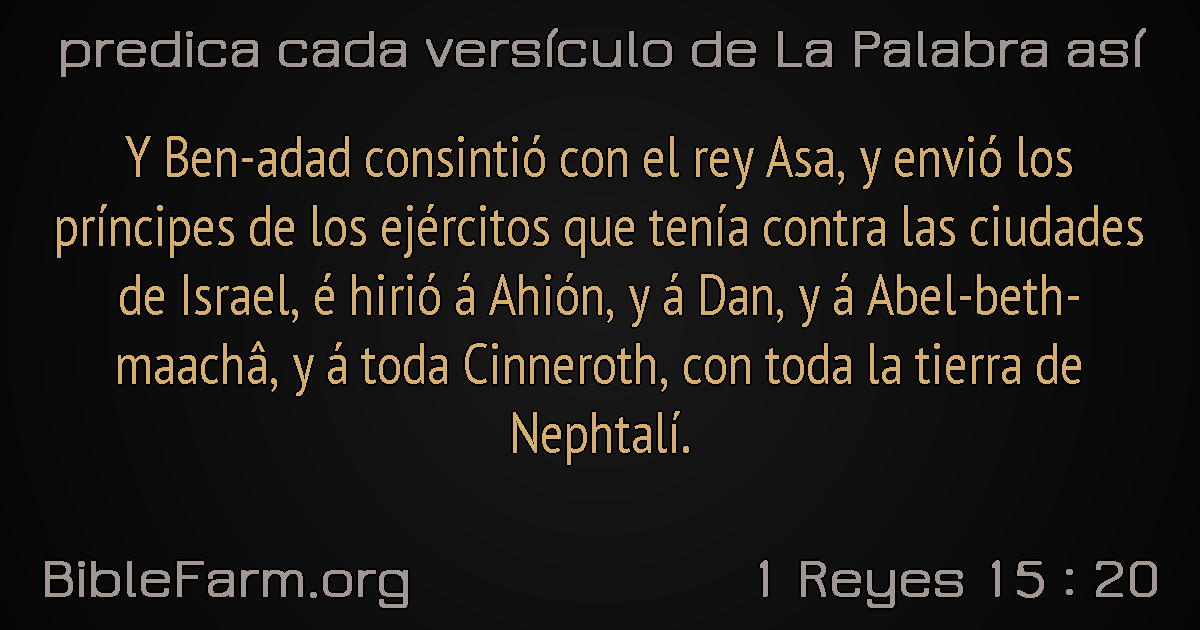 predica cada versículo de La Palabra así
Y Ben-adad consintió con el rey Asa, y envió los
príncipes de los ejércitos que tenía contra las ciudades
de Israel, é hirió á Ahión, y á Dan, y á Abel-beth-
maachâ, y á toda Cinneroth, con toda la tierra de
Nephtalí.
BibleFarm.org
1 Reyes 15 : 20